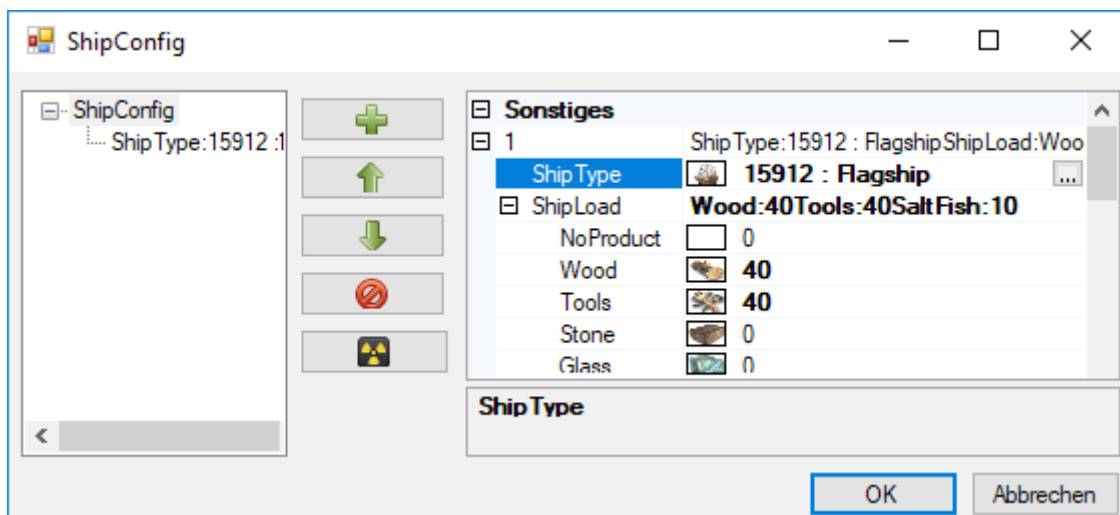 ShipConfig
ShipConfig
ShipType:15912 :1
Sonstiges
1 ShipType:15912 : FlagshipShipLoad:Woo
ShipType 15912 : Flagship ...
ShipLoad Wood:40Tools:40SaltFish:10
NoProduct 0
Wood 40
Tools 40
Stone 0
Glass 0
ShipType
OK Abbrechen